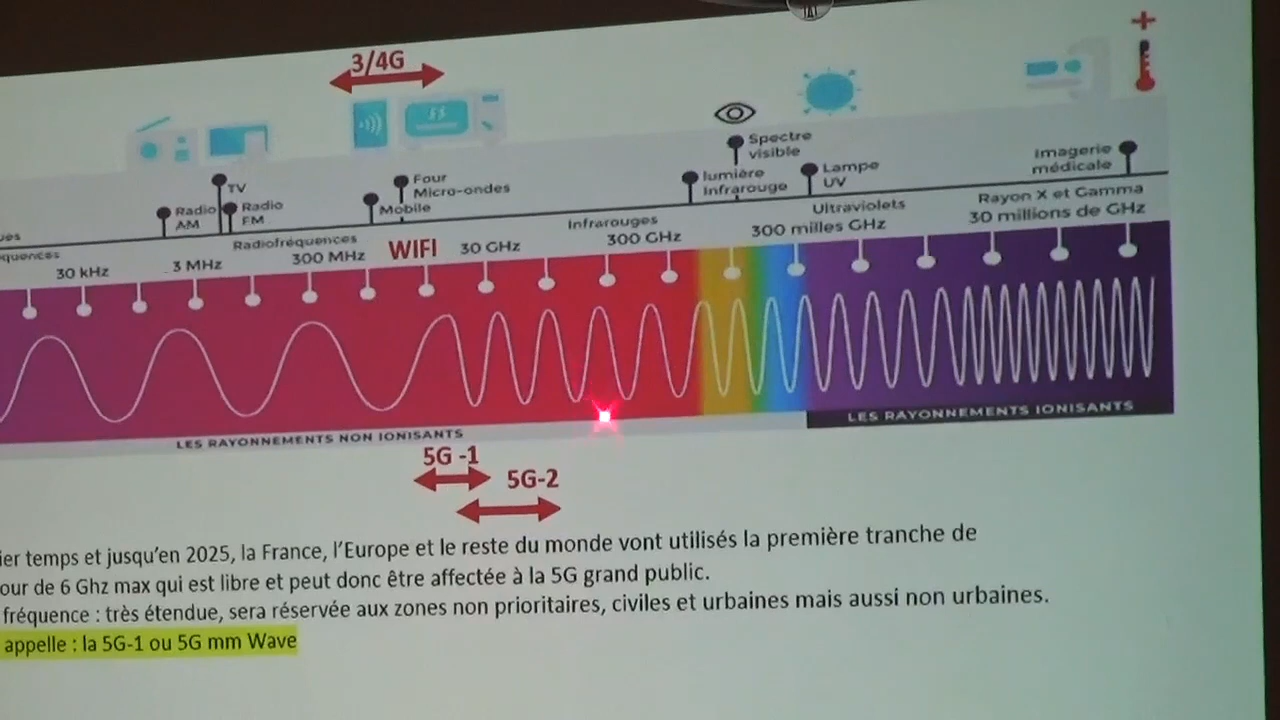 3/4G
Spectre
visible
TV
Radio
AM
Radio
FM
Four
Micro-ondes
Mobile
lumière
Infrarouge
Lampe
UV
Imagerie
médicale
quences
Radiofréquences
Infrarouges
Ultraviolets
Rayon X et Gamma
30 kHz
3 MHz
300 MHz
WIFI
30 GHz
300 GHz
300 milles GHz
30 millions de GHz
LES RAYONNEMENTS NON IONISANTS
LES RAYONNEMENTS IONISANTS
5G -1
5G-2
ier temps et jusqu'en 2025, la France, l'Europe et le reste du monde vont utilisés la première tranche de
our de 6 Ghz max qui est libre et peut donc être affectée à la 5G grand public.
fréquence : très étendue, sera réservée aux zones non prioritaires, civiles et urbaines mais aussi non urbaines.
appelle : la 5G-1 ou 5G mm Wave